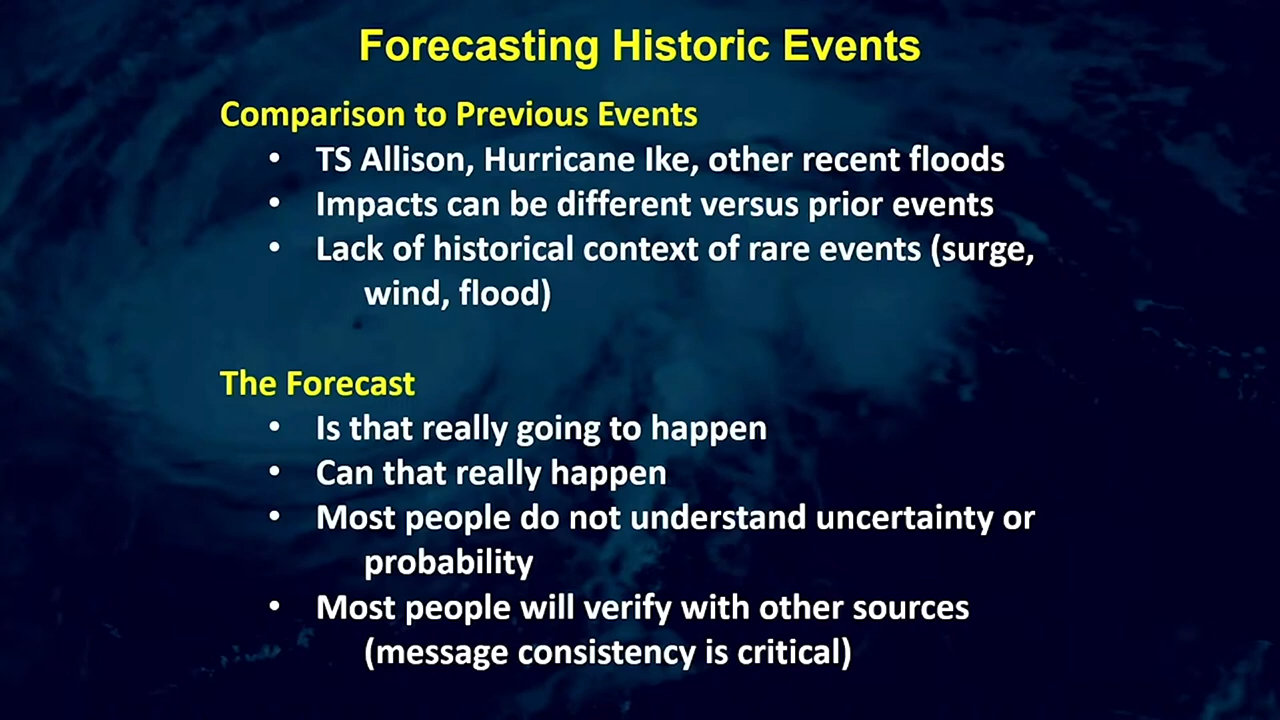 Forecasting Historic Events
Comparison to Previous Events
• TS Allison, Hurricane Ike, other recent floods
• Impacts can be different versus prior events
• Lack of historical context of rare events (surge,
wind, flood)
The Forecast
• Is that really going to happen
• Can that really happen
• Most people do not understand uncertainty or
probability
• Most people will verify with other sources
(message consistency is critical)